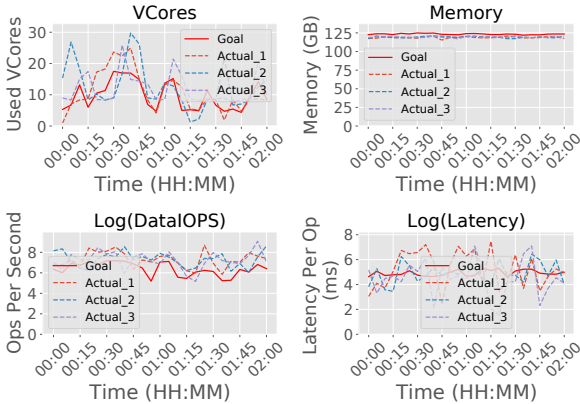 VCores
Used VCores
30
20
10
0
Goal
Actual_1
Actual_2
Actual_3
00:00
00:15
00:30
00:45
01:00
01:15
01:30
01:45
02:00
Time (HH:MM)
Memory
Memory (GB)
125
100
75
50
25
0
Goal
Actual_1
Actual_2
Actual_3
00:00
00:15
00:30
00:45
01:00
01:15
01:30
01:45
02:00
Time (HH:MM)
Log(DataIOPS)
Ops Per Second
8
6
4
2
0
Goal
Actual_1
Actual_2
Actual_3
00:00
00:15
00:30
00:45
01:00
01:15
01:30
01:45
02:00
Time (HH:MM)
Log(Latency)
Latency Per Op
(ms)
8
6
4
2
0
Goal
Actual_1
Actual_2
Actual_3
00:00
00:15
00:30
00:45
01:00
01:15
01:30
01:45
02:00
Time (HH:MM)